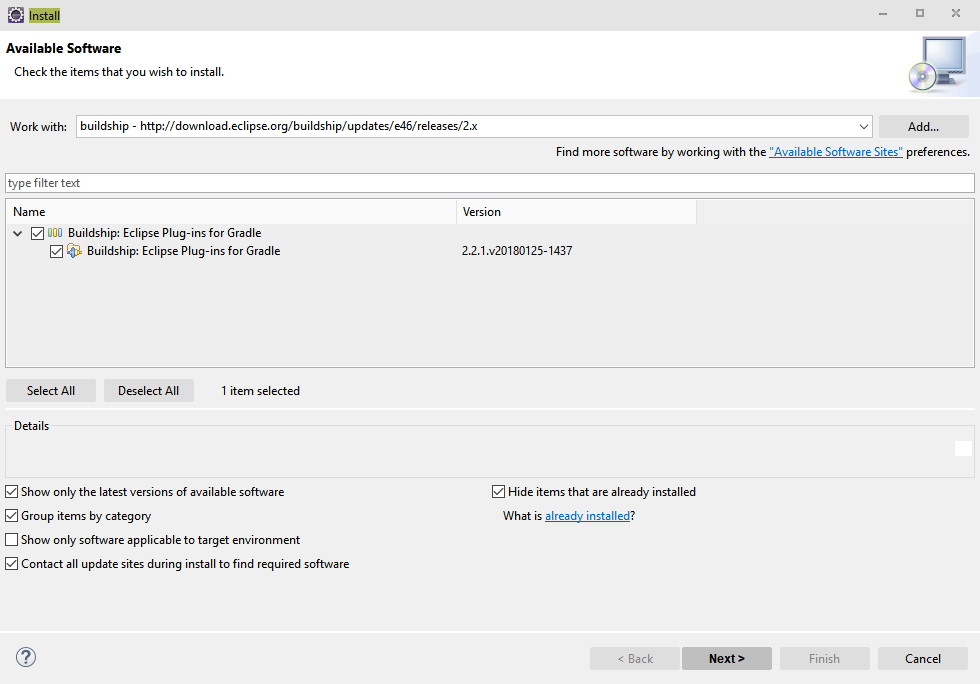 Install
Available Software
Check the items that you wish to install.
Work with: buildship - http://download.eclipse.org/buildship/updates/e46/releases/2.x Add...
Find more software by working with the "Available Software Sites" preferences.
type filter text
Name Version
Buildship: Eclipse Plug-ins for Gradle
Buildship: Eclipse Plug-ins for Gradle 2.2.1.v20180125-1437
Select All Deselect All 1 item selected
Details
Show only the latest versions of available software Hide items that are already installed
Group items by category What is already installed?
Show only software applicable to target environment
Contact all update sites during install to find required software
? < Back Next > Finish Cancel